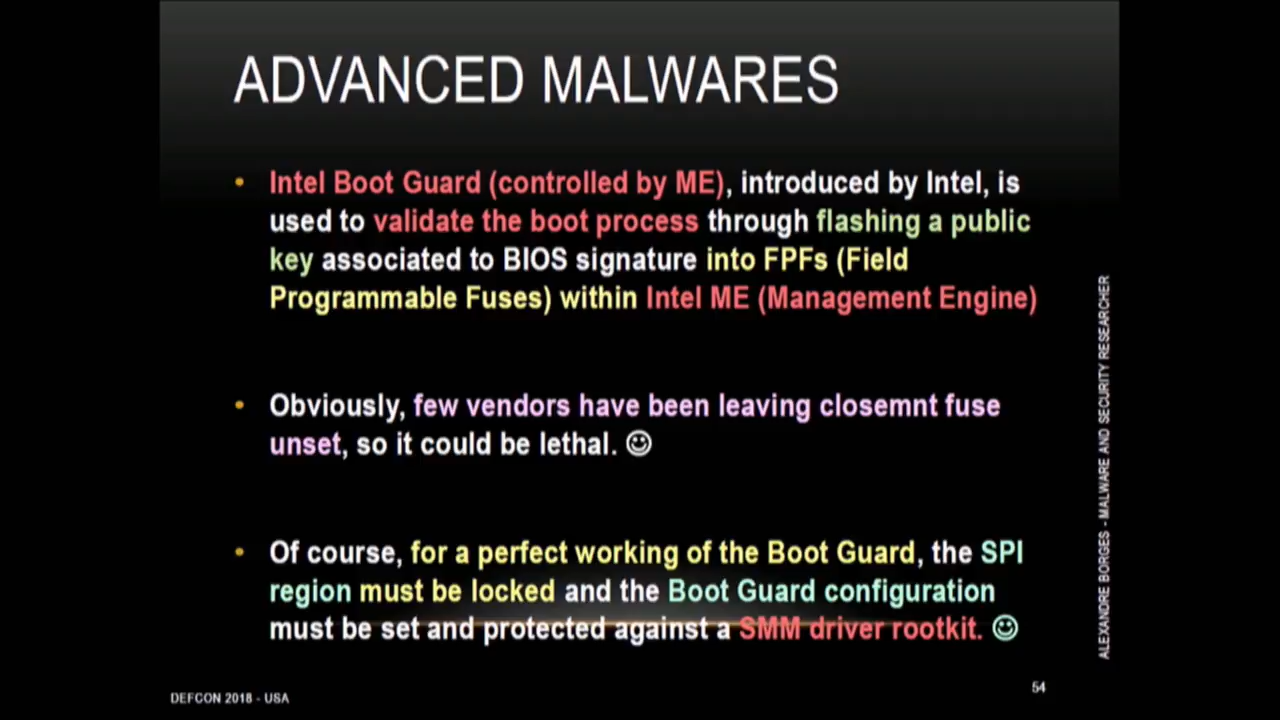 ADVANCED MALWARES
• Intel Boot Guard (controlled by ME), introduced by Intel, is
used to validate the boot process through flashing a public
key associated to BIOS signature into FPFs (Field
Programmable Fuses) within Intel ME (Management Engine)
• Obviously, few vendors have been leaving closemnt fuse
unset, so it could be lethal. ☺
• Of course, for a perfect working of the Boot Guard, the SPI
region must be locked and the Boot Guard configuration
must be set and protected against a SMM driver rootkit. ☺
ALEXANDRE BORGES - MALWARE AND SECURITY RESEARCHER
DEFCON 2018 - USA
54